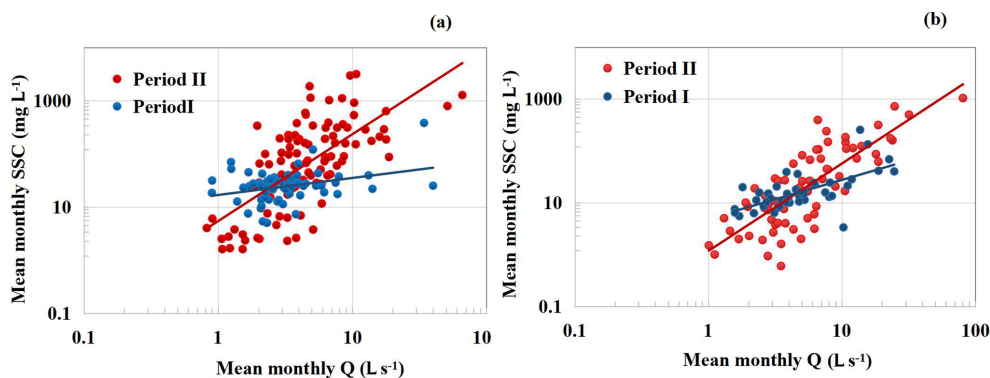 (a)
Mean monthly SSC (mg L-1)
1000
10
0.1
Period II
PeriodI
0.1
1
10
10
Mean monthly Q (L s-1)
(b)
Mean monthly SSC (mg L-1)
1000
10
0.1
Period II
Period I
0.1
1
10
100
Mean monthly Q (L s-1)